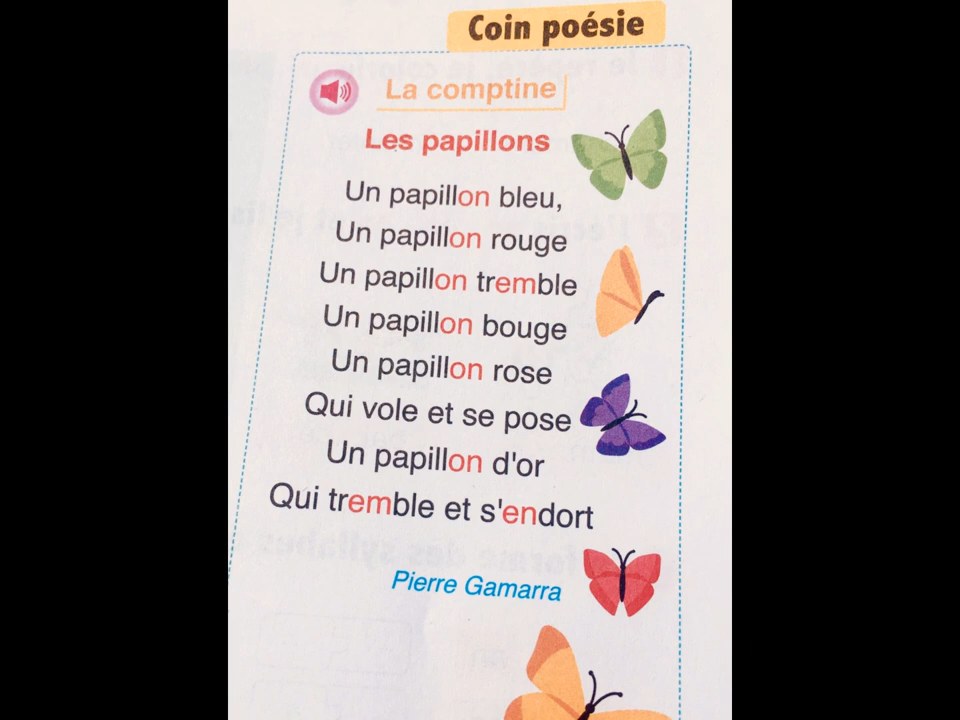 Coin poésie
La comptine
Les papillons
Un papillon bleu,
Un papillon rouge
Un papillon tremble
Un papillon bouge
Un papillon rose
Qui vole et se pose
Un papillon d'or
Qui tremble et s'endort
Pierre Gamarra